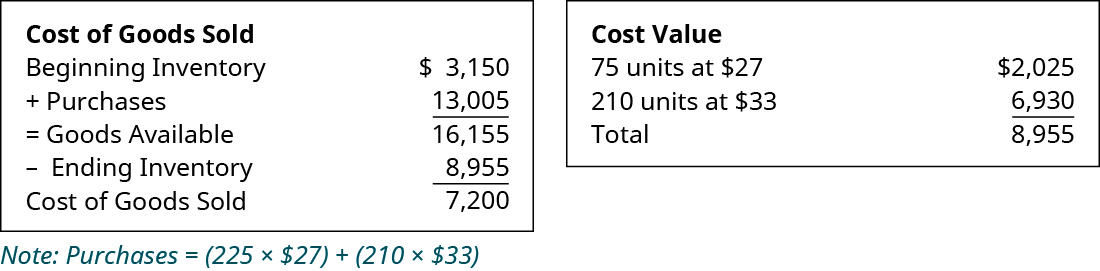 Cost of Goods Sold
Beginning Inventory $ 3,150
+ Purchases 13,005
= Goods Available 16,155
– Ending Inventory 8,955
Cost of Goods Sold 7,200
Cost Value
75 units at $27 $2,025
210 units at $33 6,930
Total 8,955
Note: Purchases = (225 × $27) + (210 × $33)